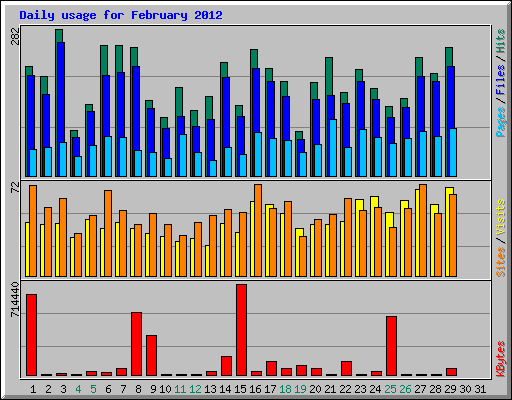 Daily usage for February 2012
282
Pages / Files / Hits
72
Sites / Visits
714440
KBytes
1 2 3 4 5 6 7 8 9 10 11 12 13 14 15 16 17 18 19 20 21 22 23 24 25 26 27 28 29 30 31